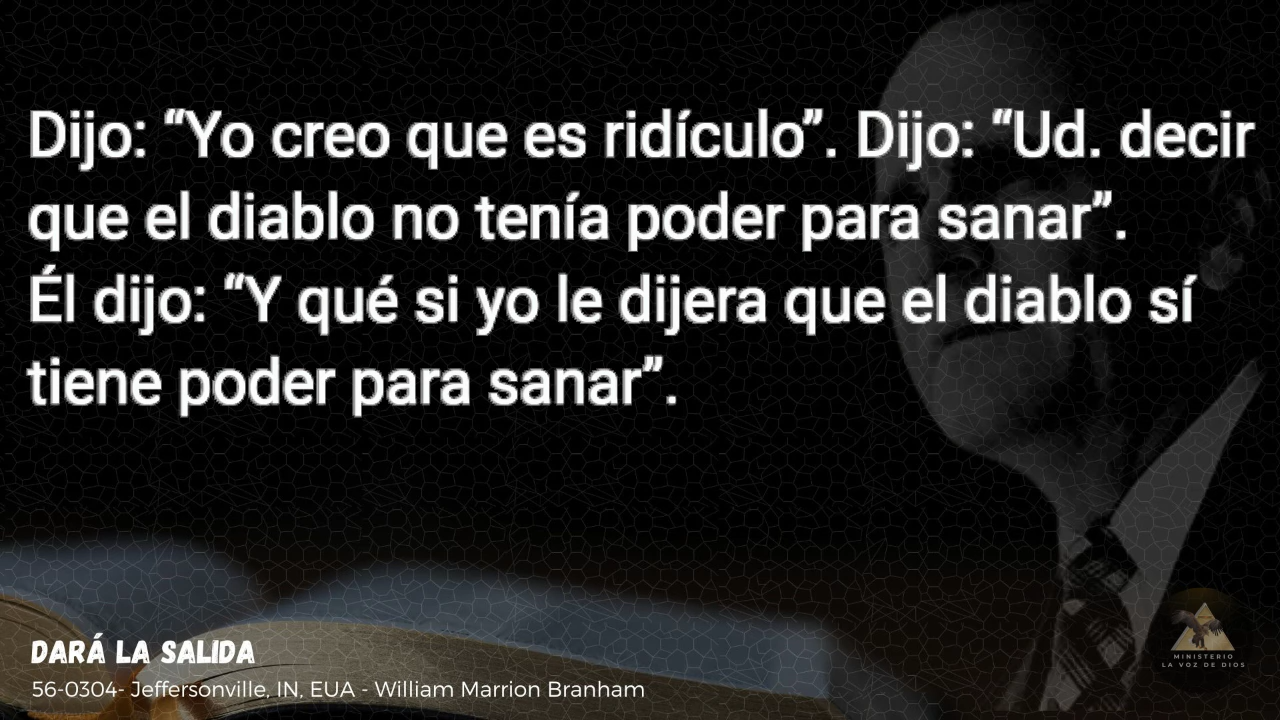 Dijo: “Yo creo que es ridículo”. Dijo: “Ud. decir
que el diablo no tenía poder para sanar”.
Él dijo: “Y qué si yo le dijera que el diablo sí
tiene poder para sanar”.
DARÁ LA SALIDA
56-0304- Jeffersonville, IN, EUA - William Marrion Branham
MINISTERIO
LA VOZ DE DIOS